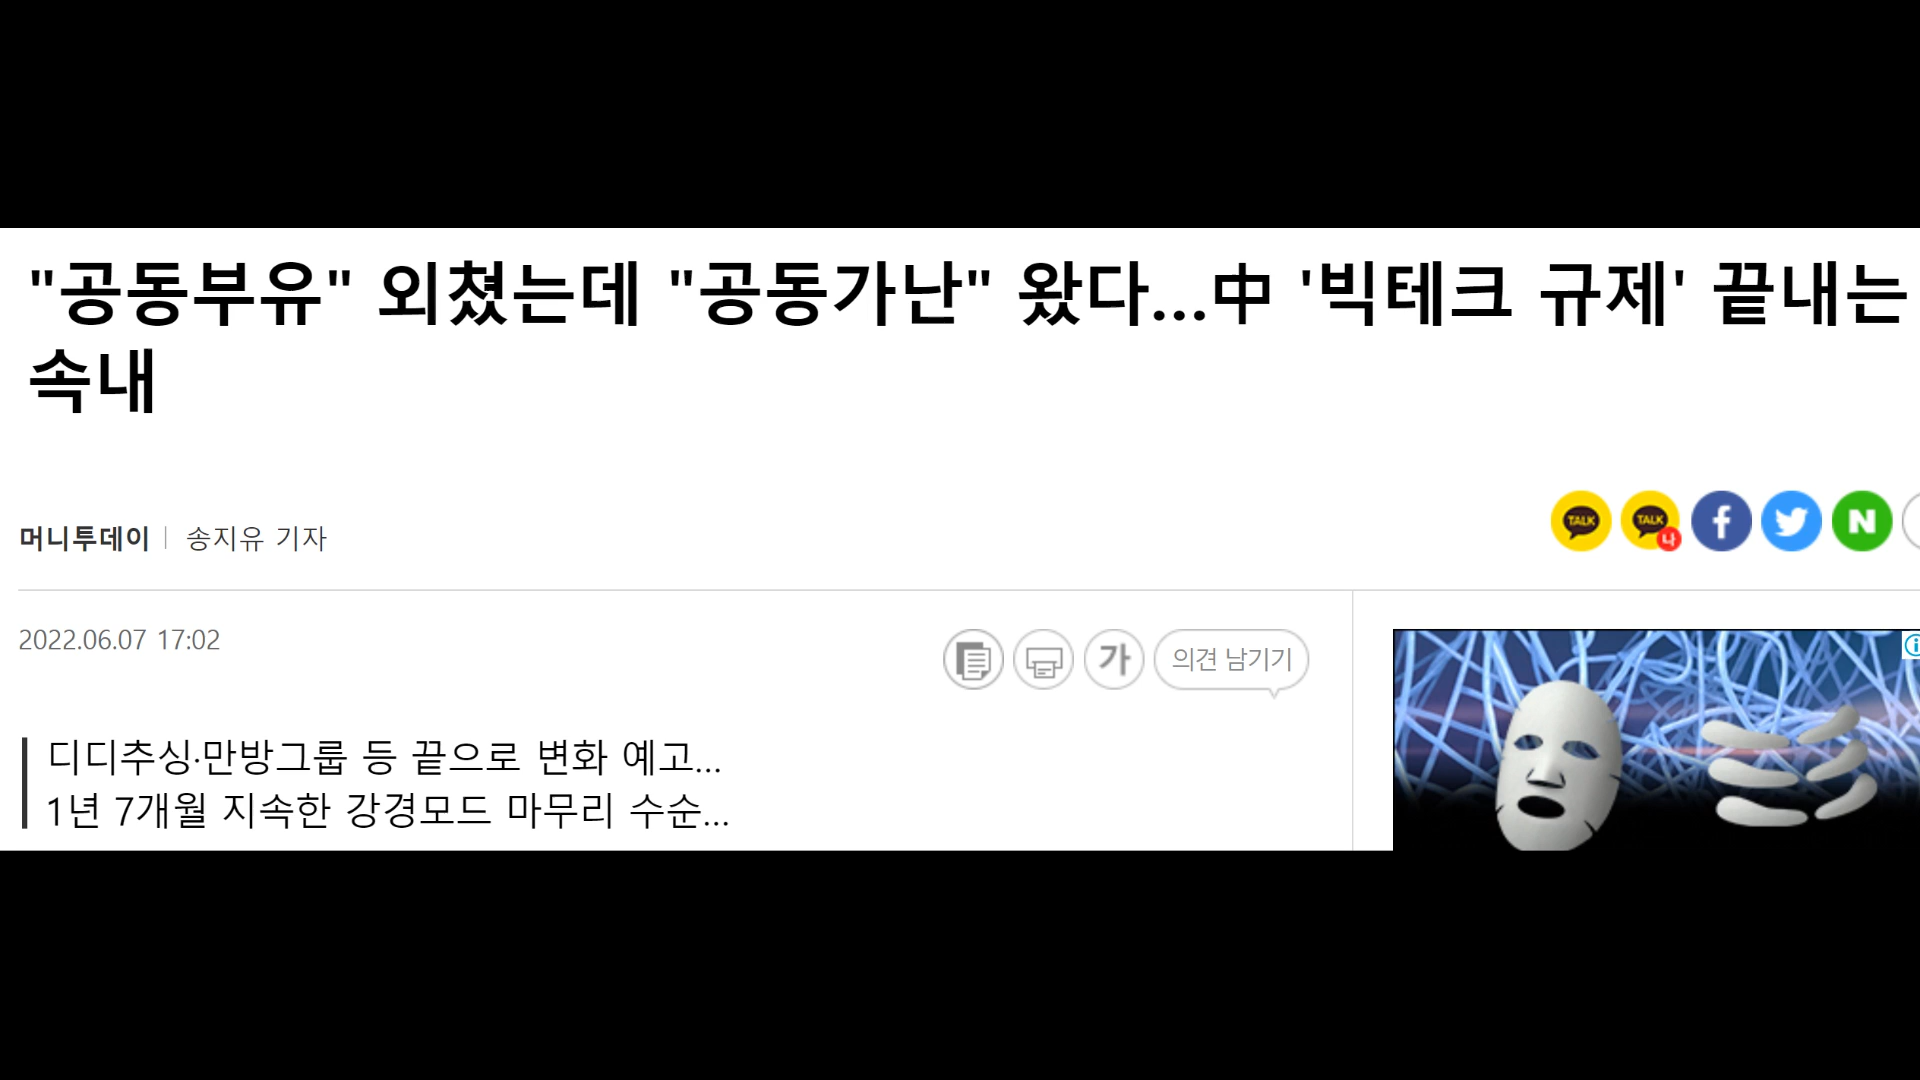 "공동부유" 외쳤는데 "공동가난" 왔다...中 '빅테크 규제' 끝내는
속내
머니투데이 송지유 기자
TALK TALK 나 f N
2022.06.07 17:02
가 의견 남기기
디디추싱·만방그룹 등 끝으로 변화 예고...
1년 7개월 지속한 강경모드 마무리 수순...